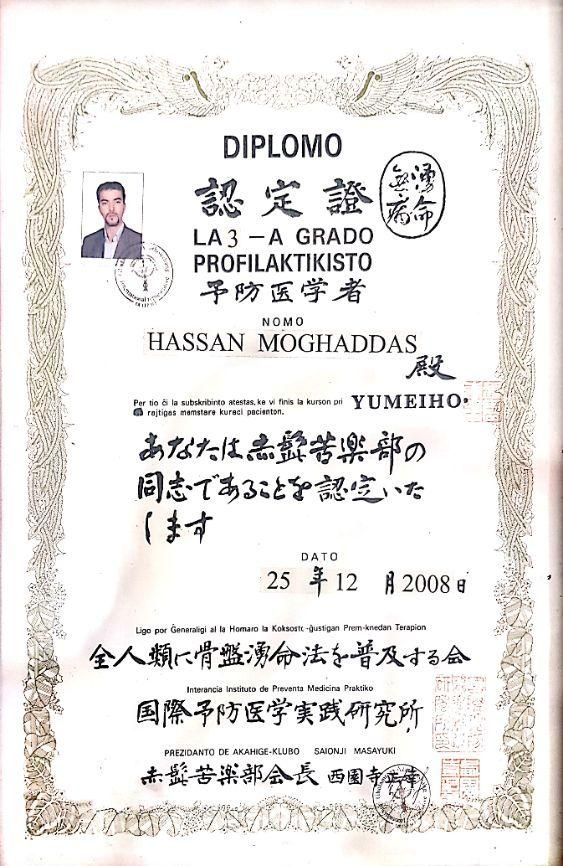 DIPLOMO
認定證
湧命
無病
LA 3 - A GRADO
PROFILAKTIKISTO
予防医学者
NOMO
HASSAN MOGHADDAS
殿
Per tio ĉi la subskribinto atestas, ke vi finis la kurson pri YUMEIHO.
rajtigas memstare kuraci pacienton.
あなたは赤髭苦楽部の
同志であることを認定いた
します
DATO
25 年 12 月 2008 日
Ligo por Ĝeneraligi al la Homaro la Koksosto-ĝustigan Prem-knedan Terapion
全人類に骨盤湧命法を普及する会
Interancia Instituto de Preventa Medicina Praktiko
国際予防医学実践研究所
PREZIDANTO DE AKAHIGE-KLUBO SAIONJI MASAYUKI
赤髭苦楽部会長 西園寺正幸